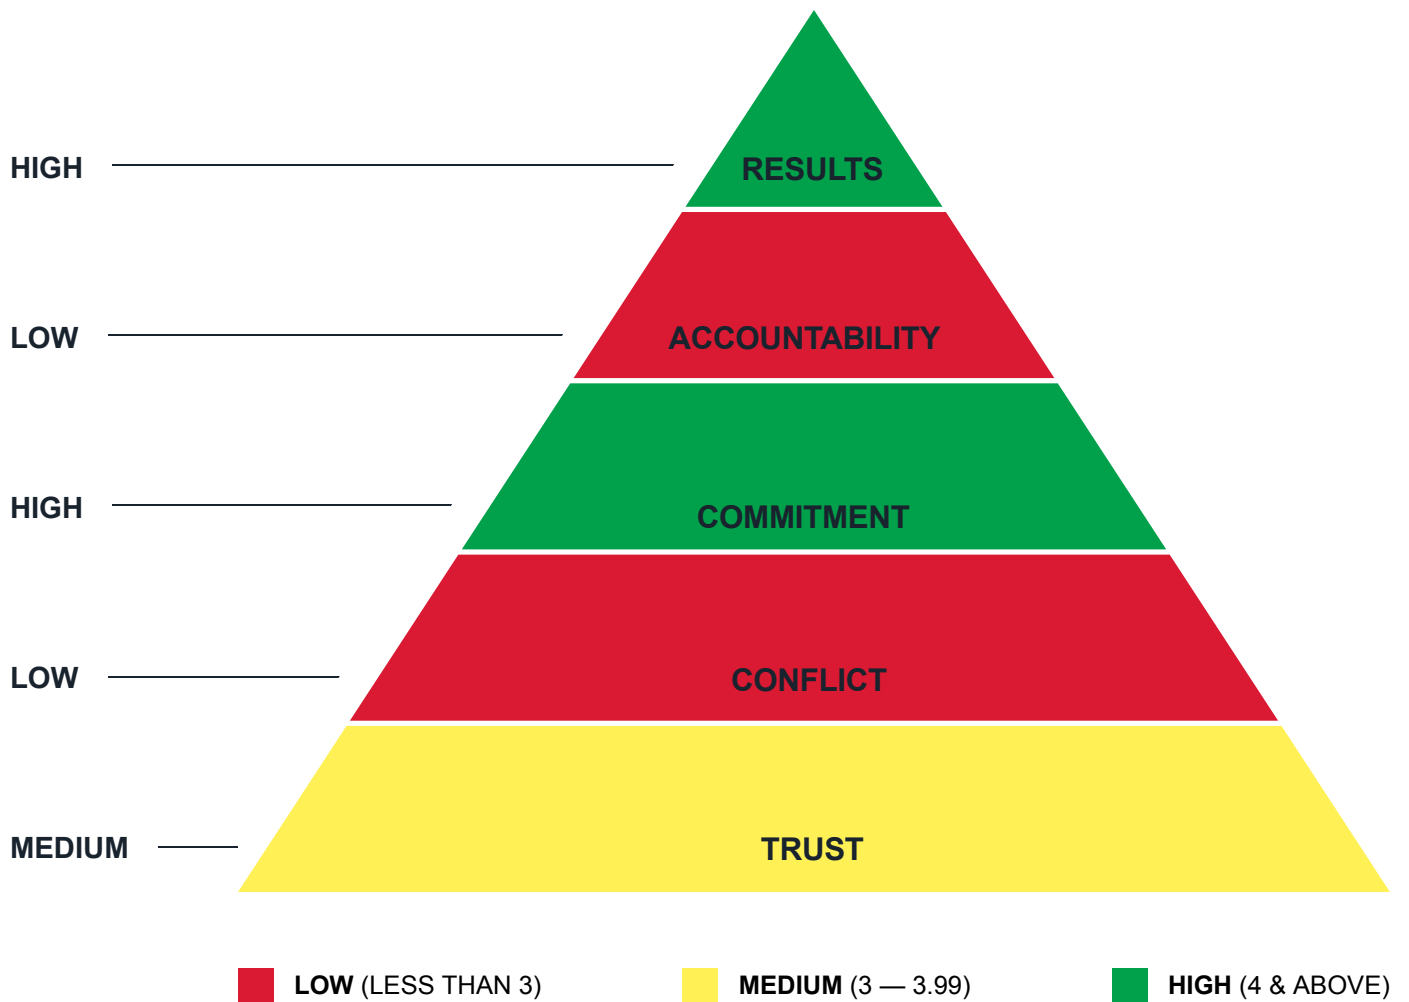 HIGH
RESULTS
LOW
ACCOUNTABILITY
HIGH
COMMITMENT
LOW
CONFLICT
MEDIUM
TRUST
LOW (LESS THAN 3)
MEDIUM (3 — 3.99)
HIGH (4 & ABOVE)